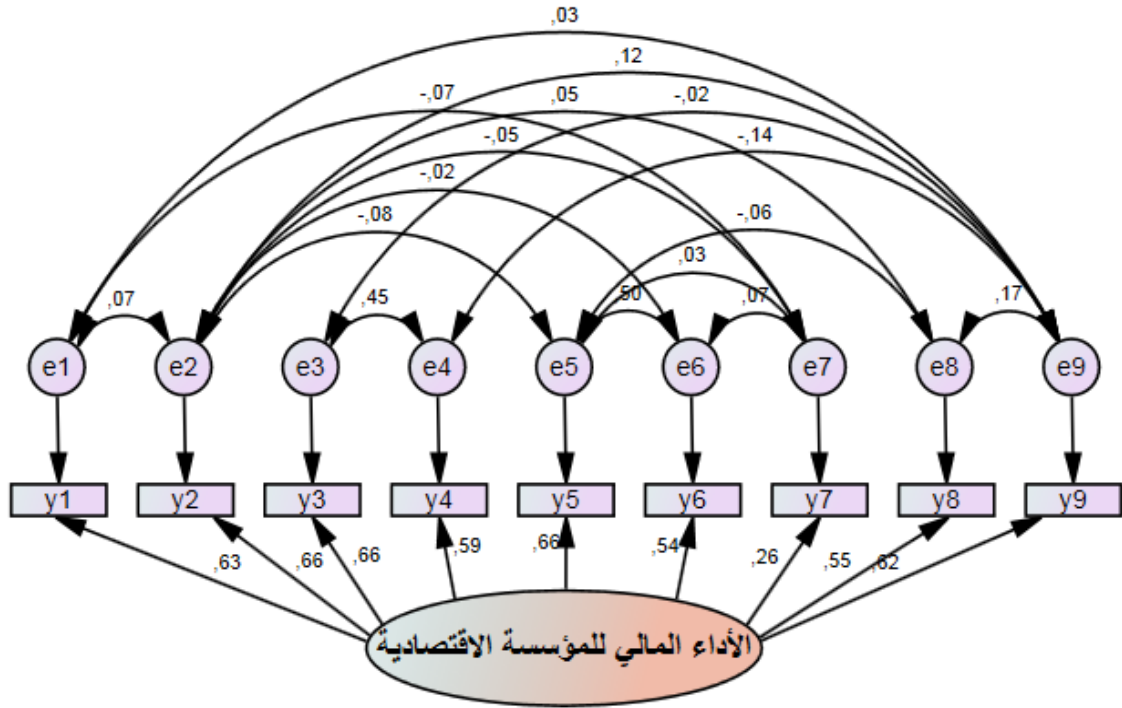 ,03
,12
-,07 ,05 -,02
-,05 -,14
-,02
-,08 -,06
,03
,07 ,45 ,50 ,07 ,17
e1 e2 e3 e4 e5 e6 e7 e8 e9
y1 y2 y3 y4 y5 y6 y7 y8 y9
,63 ,66 ,66 ,59 ,66 ,54 ,26 ,55 ,62
الأداء المالي للمؤسسة الاقتصادية